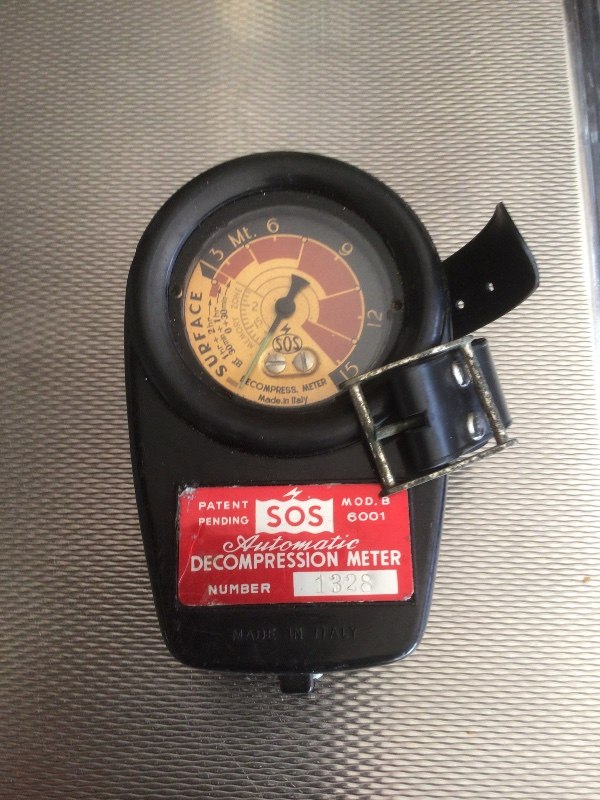 SURFACE 3 Mt. 6 9 12 15
SOS
DECOMPRESS. METER
Made in Italy
PATENT PENDING
SOS
MOD. B 6001
Automatic
DECOMPRESSION METER
NUMBER 1328
MADE IN ITALY